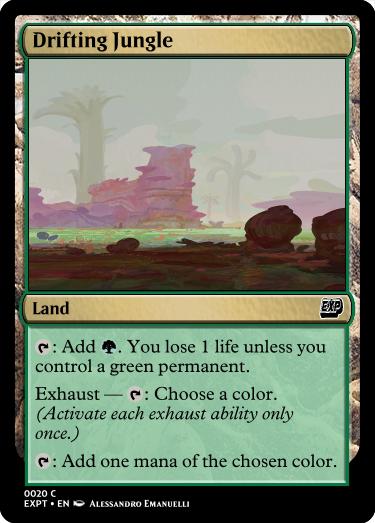 Drifting Jungle
Land
EXP
: Add . You lose 1 life unless you
control a green permanent.
Exhaust — : Choose a color.
(Activate each exhaust ability only
once.)
: Add one mana of the chosen color.
0020 C
EXPT • EN Alessandro Emanuelli